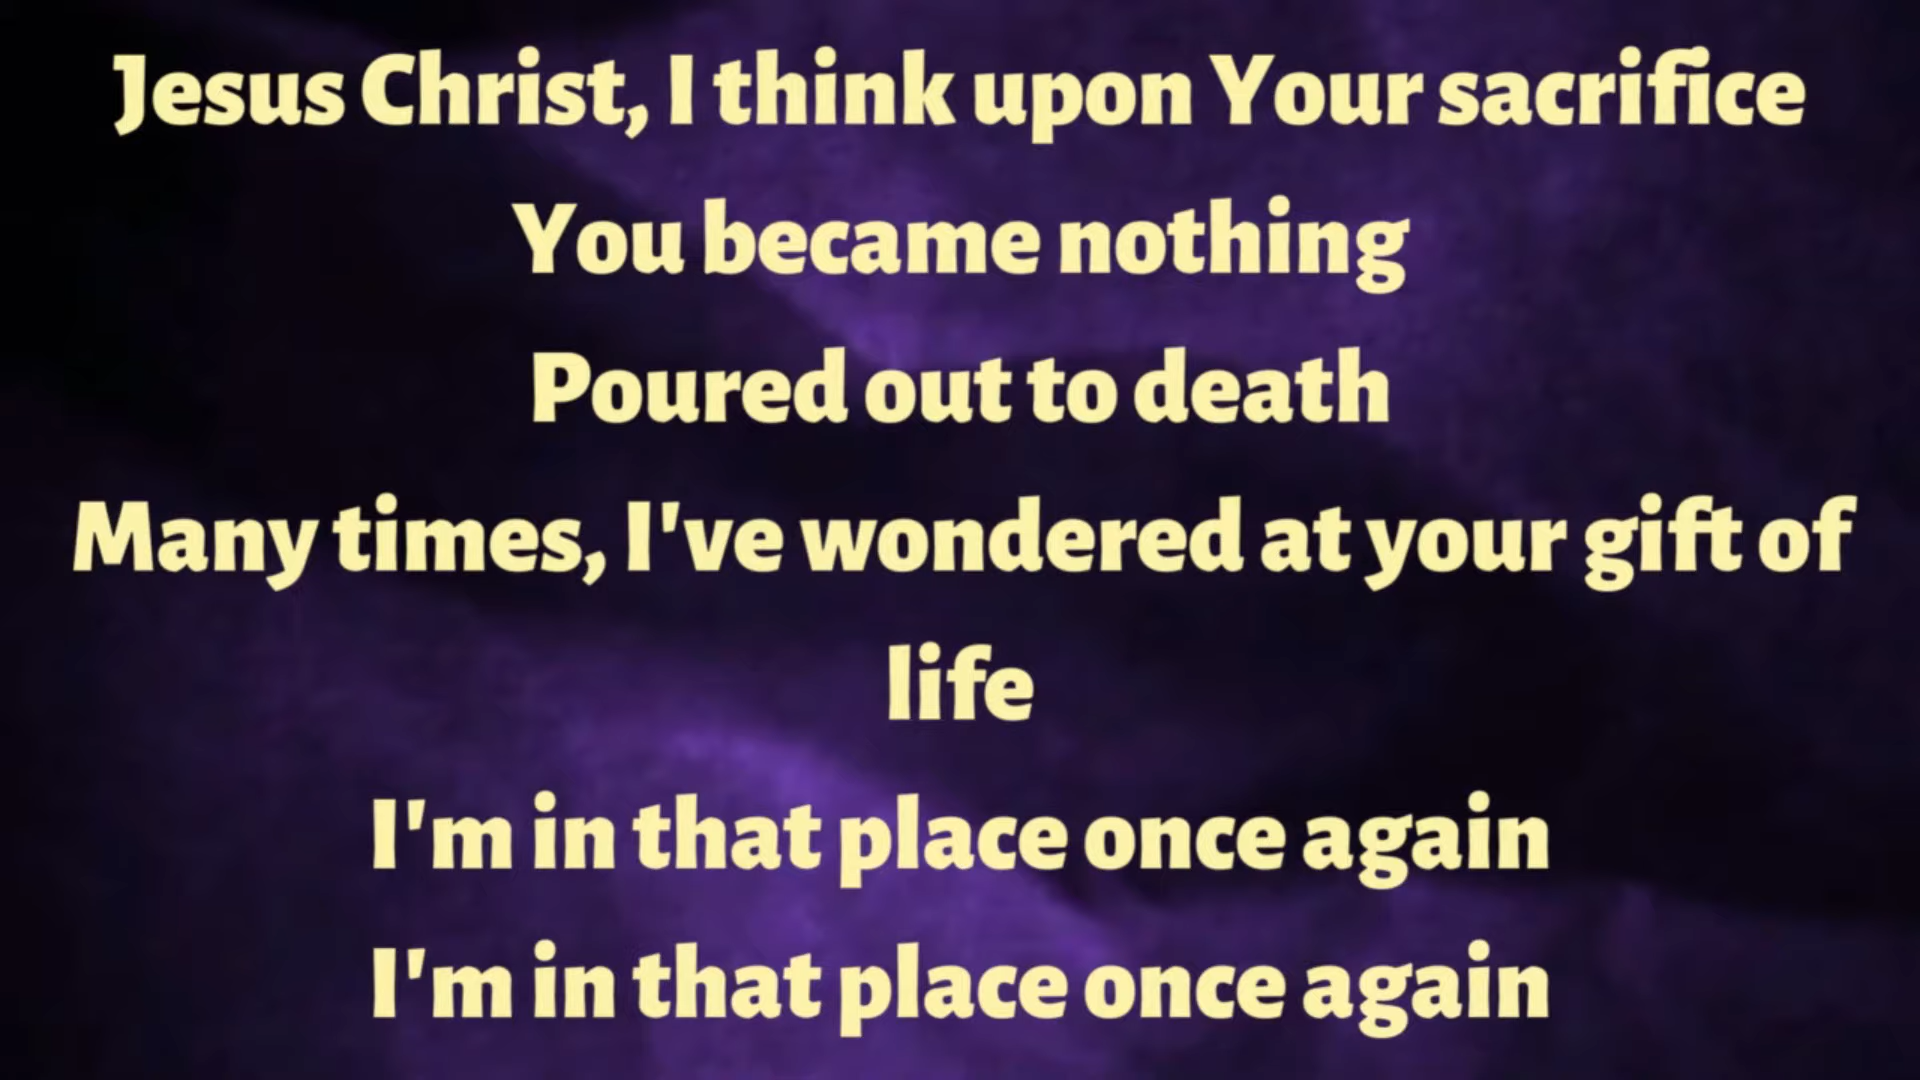 Jesus Christ, I think upon Your sacrifice
You became nothing
Poured out to death
Many times, I've wondered at your gift of
life
I'm in that place once again
I'm in that place once again